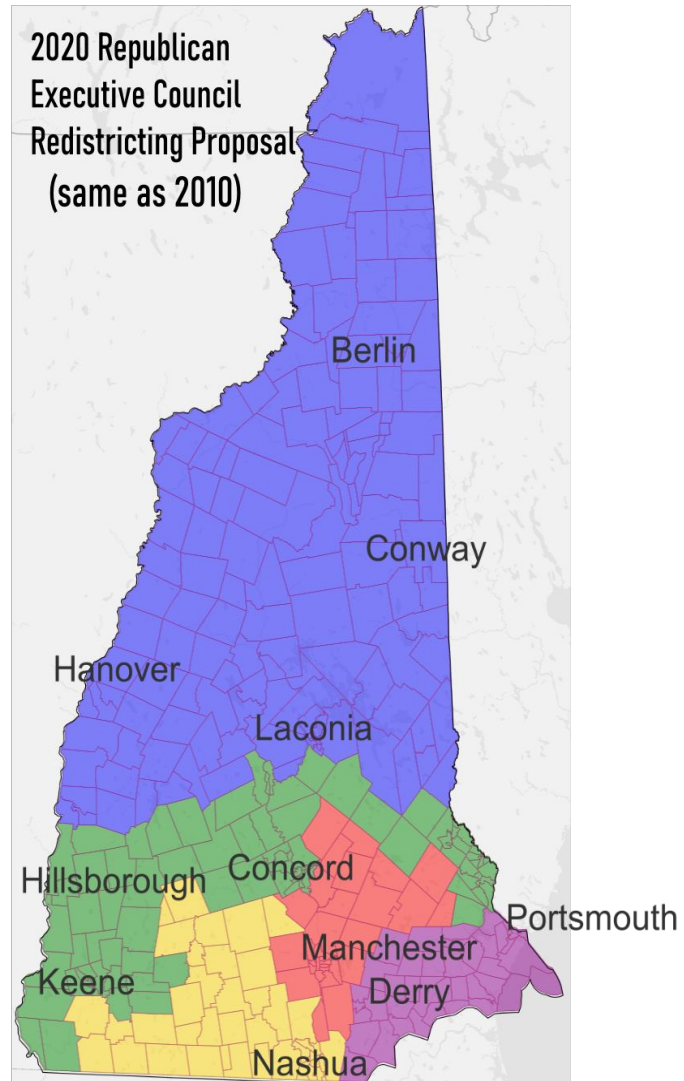 2020 Republican
Executive Council
Redistricting Proposal
(same as 2010)
Berlin
Conway
Hanover
Laconia
Hillsborough
Concord
Portsmouth
Manchester
Keene
Derry
Nashua